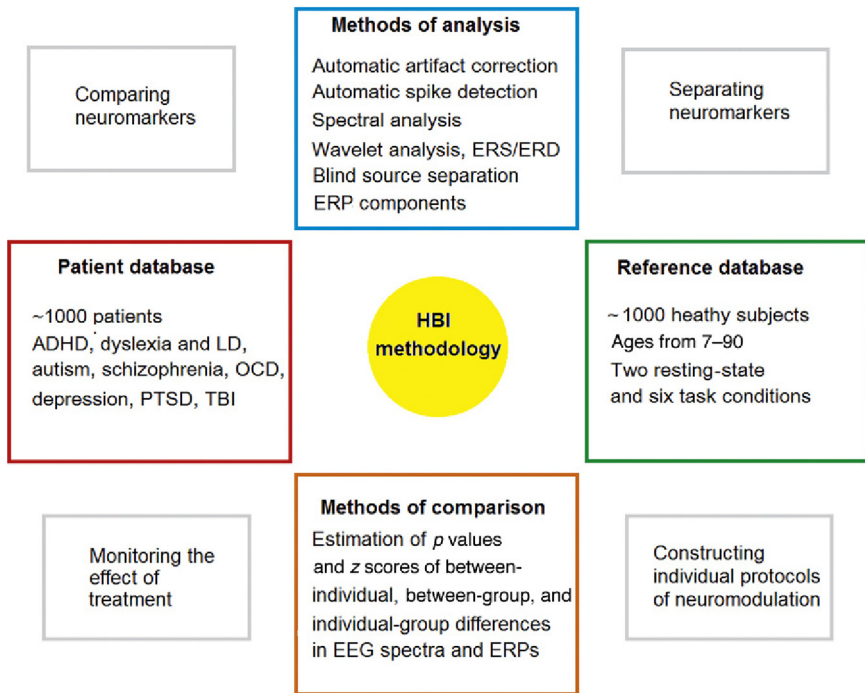 Methods of analysis
Automatic artifact correction
Automatic spike detection
Spectral analysis
Wavelet analysis, ERS/ERD
Blind source separation
ERP components
Comparing
neuromarkers
Separating
neuromarkers
Patient database
~1000 patients
ADHD, dyslexia and LD,
autism, schizophrenia, OCD,
depression, PTSD, TBI
HBI
methodology
Reference database
~ 1000 heathy subjects
Ages from 7–90
Two resting-state
and six task conditions
Monitoring the
effect of
treatment
Methods of comparison
Estimation of p values
and z scores of between-
individual, between-group, and
individual-group differences
in EEG spectra and ERPs
Constructing
individual protocols
of neuromodulation